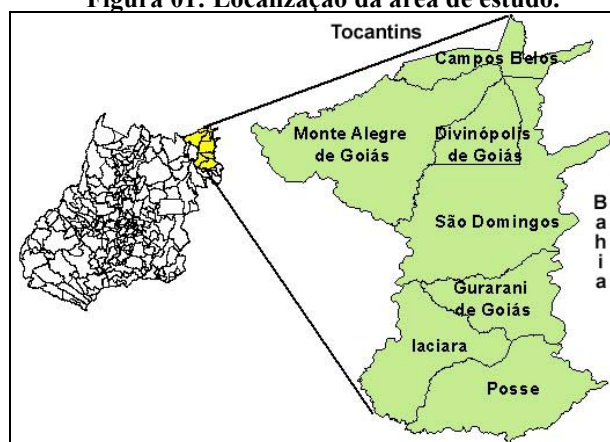 Figura 01: Localização da área de estudo.
Tocantins
Campos Belos
Monte Alegre
de Goiás
Divinópolis
de Goiás
São Domingos
Bahia
Gurarani
de Goiás
Iaciara
Posse